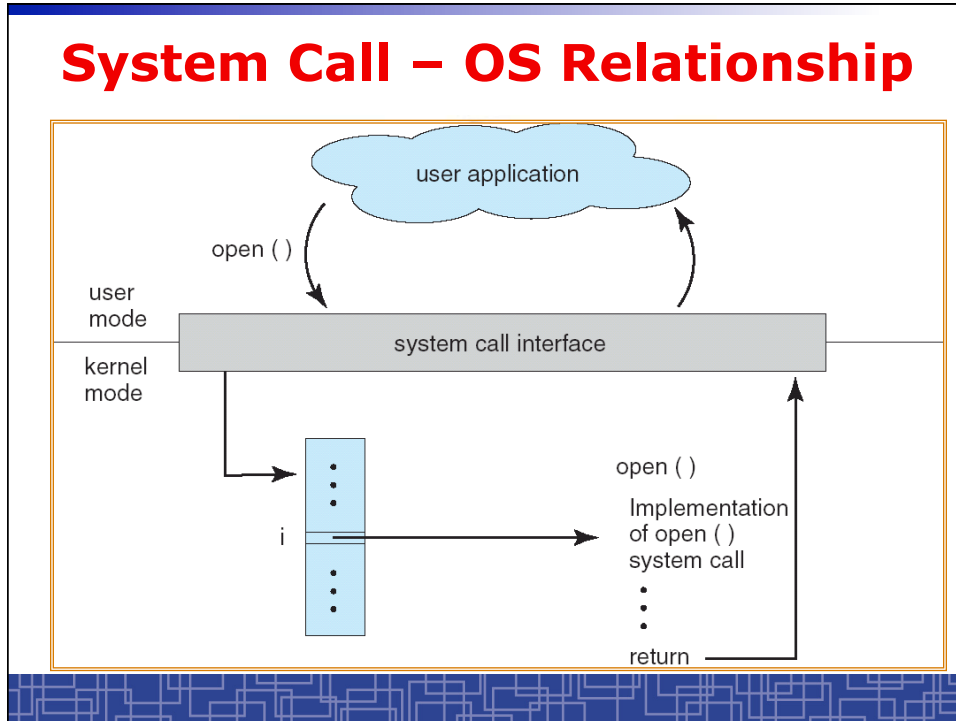 System Call – OS Relationship
user application
open ( )
user
mode
system call interface
kernel
mode
open ( )
Implementation
of open ( )
system call
i
return